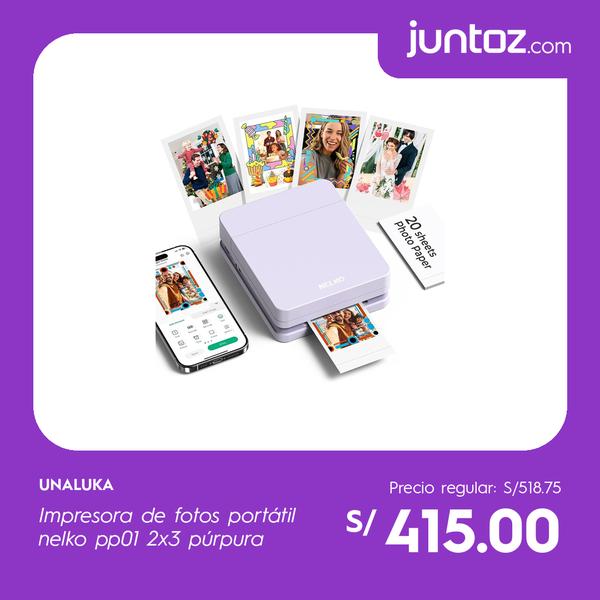 juntoz.com
20 sheets
Photo Paper
NELKO
UNALUKA
Impresora de fotos portátil
nelko pp01 2x3 púrpura
Precio regular: S/518.75
S/ 415.00